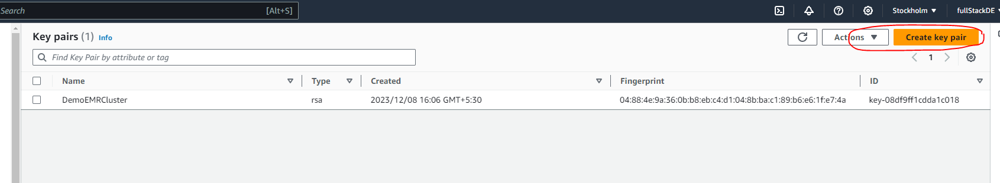 Search [Alt+S] Stockholm fullStackDE
Key pairs (1) Info Actions Create key pair
Find Key Pair by attribute or tag 1
Name Type Created Fingerprint ID
DemoEMRCluster rsa 2023/12/08 16:06 GMT+5:30 04:88:4e:9a:36:0b:b8:eb:c4:d1:04:8b:ba:c1:89:b6:e6:1f:e7:4a key-08df9ff1cdda1c018